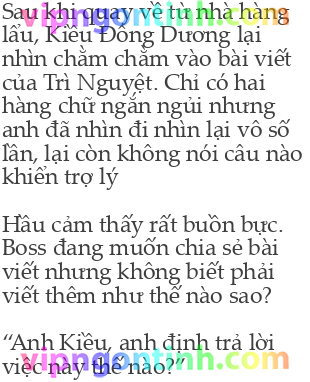 Sau khi quay về từ nhà hàng
lẩu, Kiều Đông Dương lại
nhìn chằm chằm vào bài viết
của Trì Nguyệt. Chỉ có hai
hàng chữ ngắn ngủi nhưng
anh đã nhìn đi nhìn lại vô số
lần, lại còn không nói câu nào
khiến trợ lý
Hầu cảm thấy rất buồn bực.
Boss đang muốn chia sẻ bài
viết nhưng không biết phải
viết thêm như thế nào sao?
“Anh Kiều, anh định trả lời
việc này thế nào?”
vipngontinh.com
vipngontinh.com